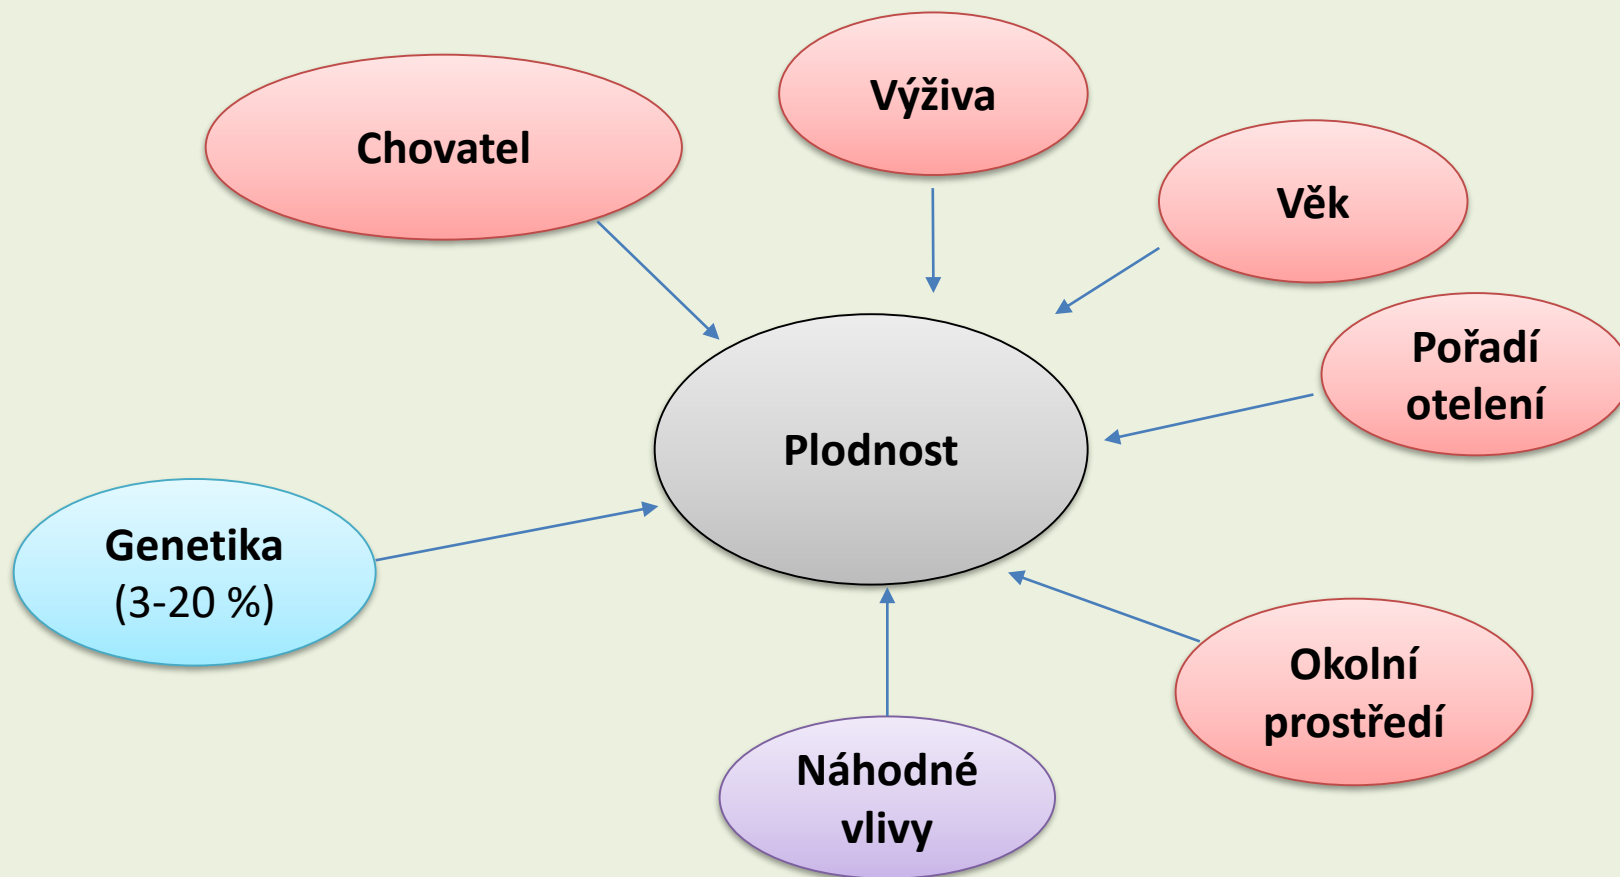 Výživa
Chovatel
Věk
Pořadí
otelení
Plodnost
Genetika
(3-20 %)
Okolní
prostředí
Náhodné
vlivy